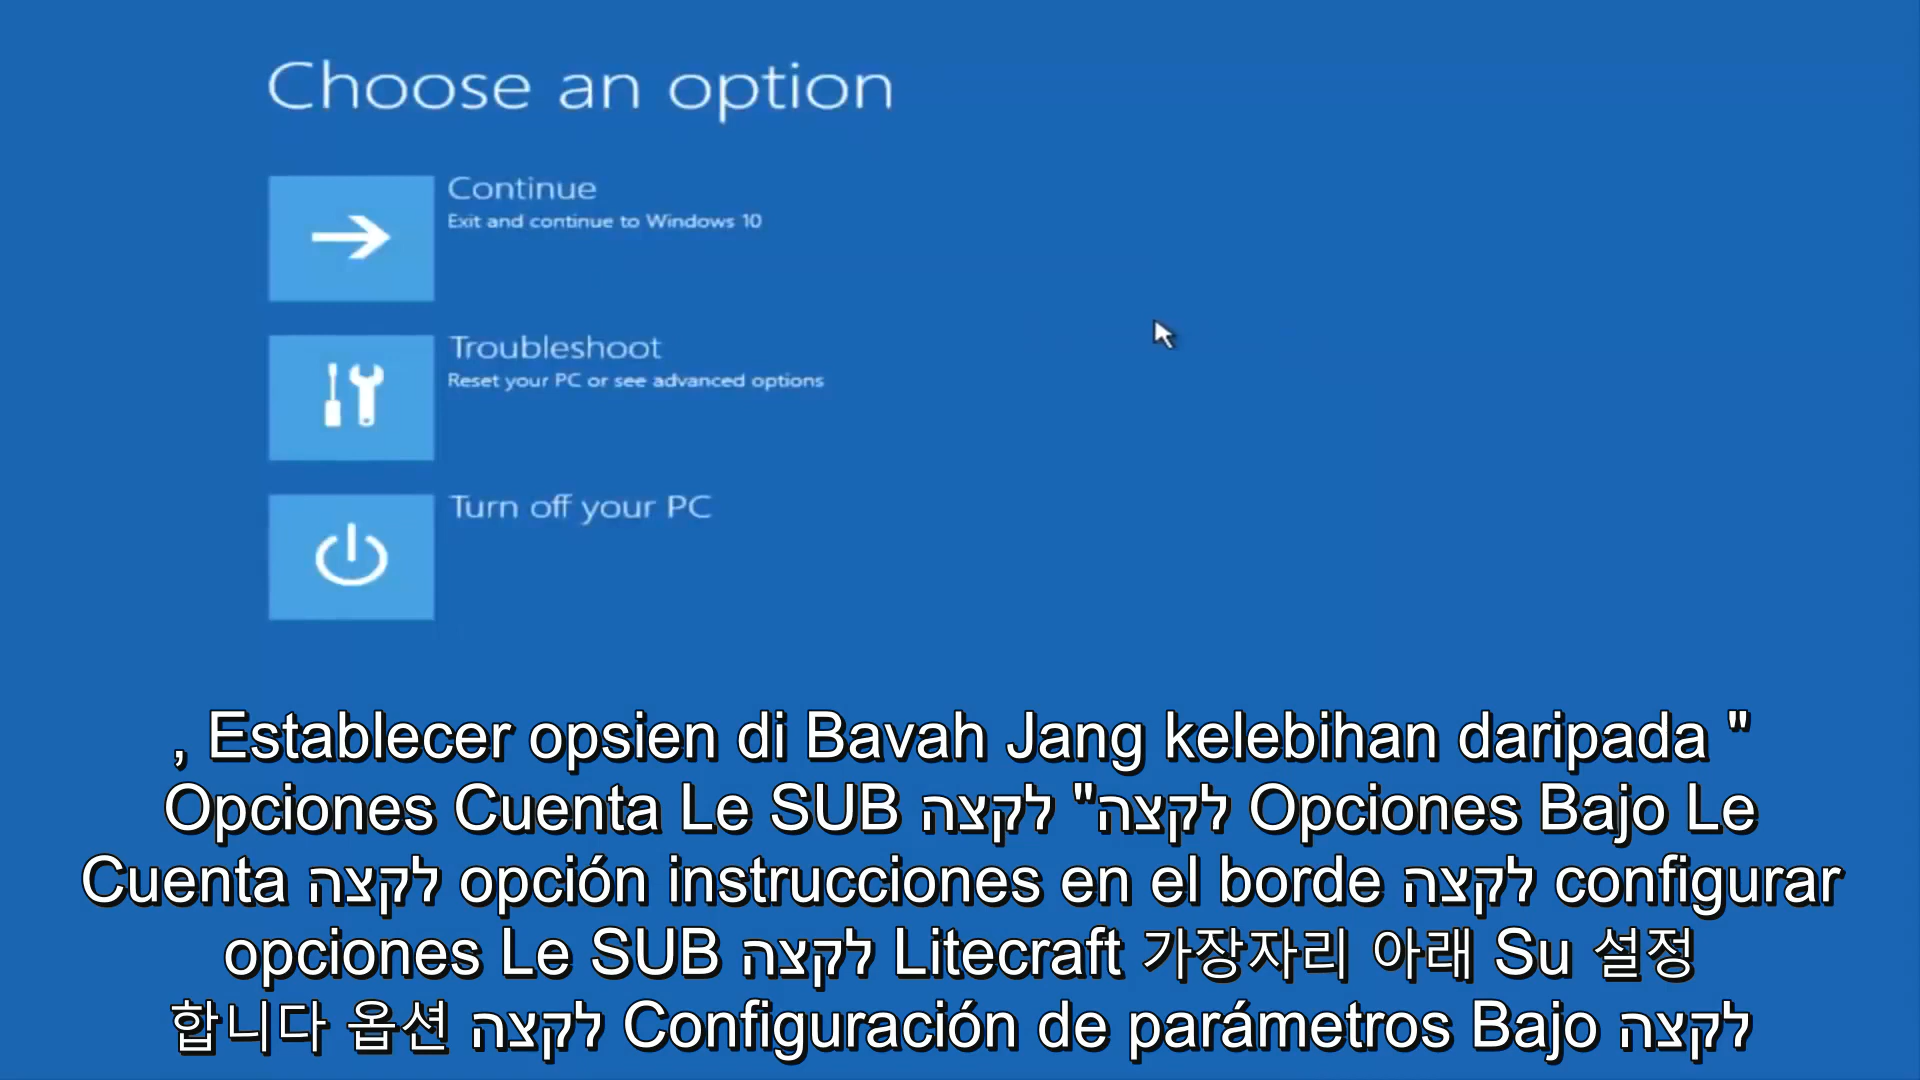 Choose an option
Continue
Exit and continue to Windows 10
Troubleshoot
Reset your PC or see advanced options
Turn off your PC
, Establecer opsien di Bavah Jang kelebihan daripada "
Opciones Cuenta Le SUB לקצה "לקצה Opciones Bajo Le
Cuenta לקצה opción instrucciones en el borde לקצה configurar
opciones Le SUB לקצה Litecraft 가장자리 아래 Su 설정
합니다 옵션 לקצה Configuración de parámetros Bajo לקצה